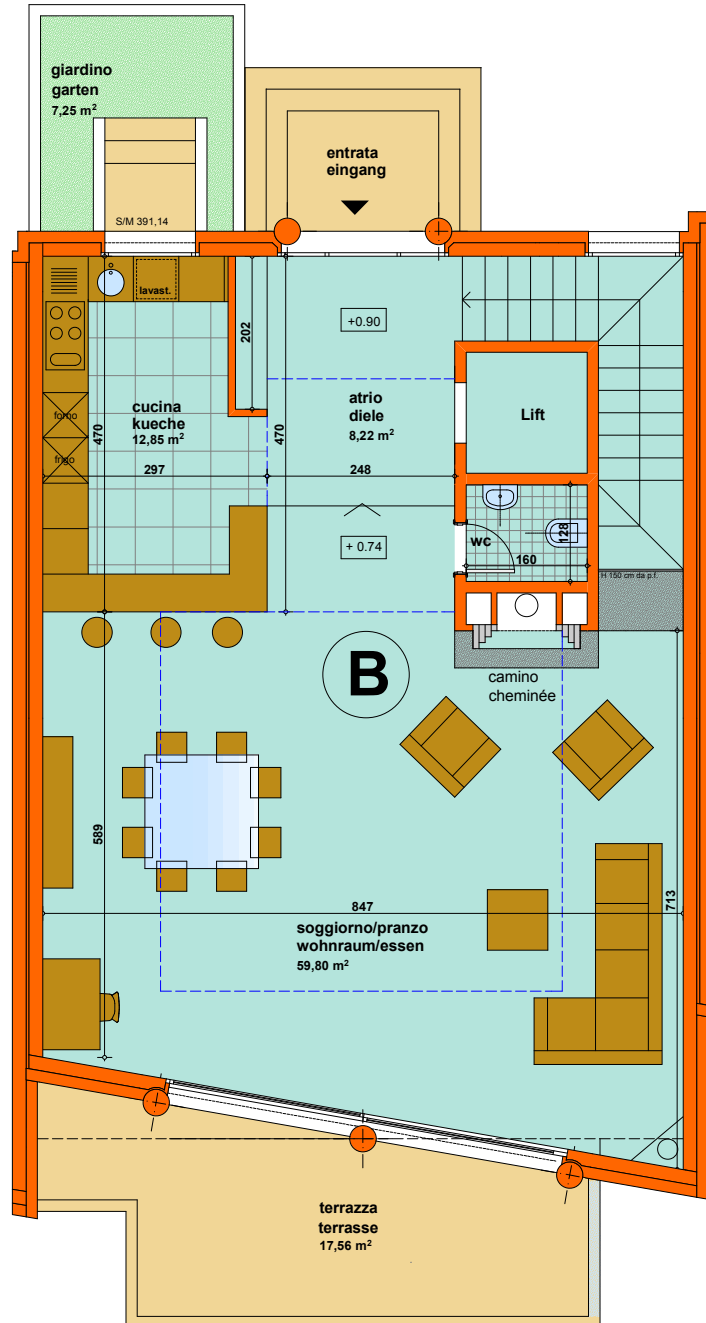 giardino
garten
7,25 m²
entrata
eingang
S/M 391,14
lavast.
+0.90
202
cucina
kueche
12,85 m²
atrio
diele
8,22 m²
Lift
forno
frigo
470
470
297
248
+ 0.74
wc
128
160
H 150 cm da p.f.
B
camino
cheminée
589
847
713
soggiorno/pranzo
wohnraum/essen
59,80 m²
terrazza
terrasse
17,56 m²